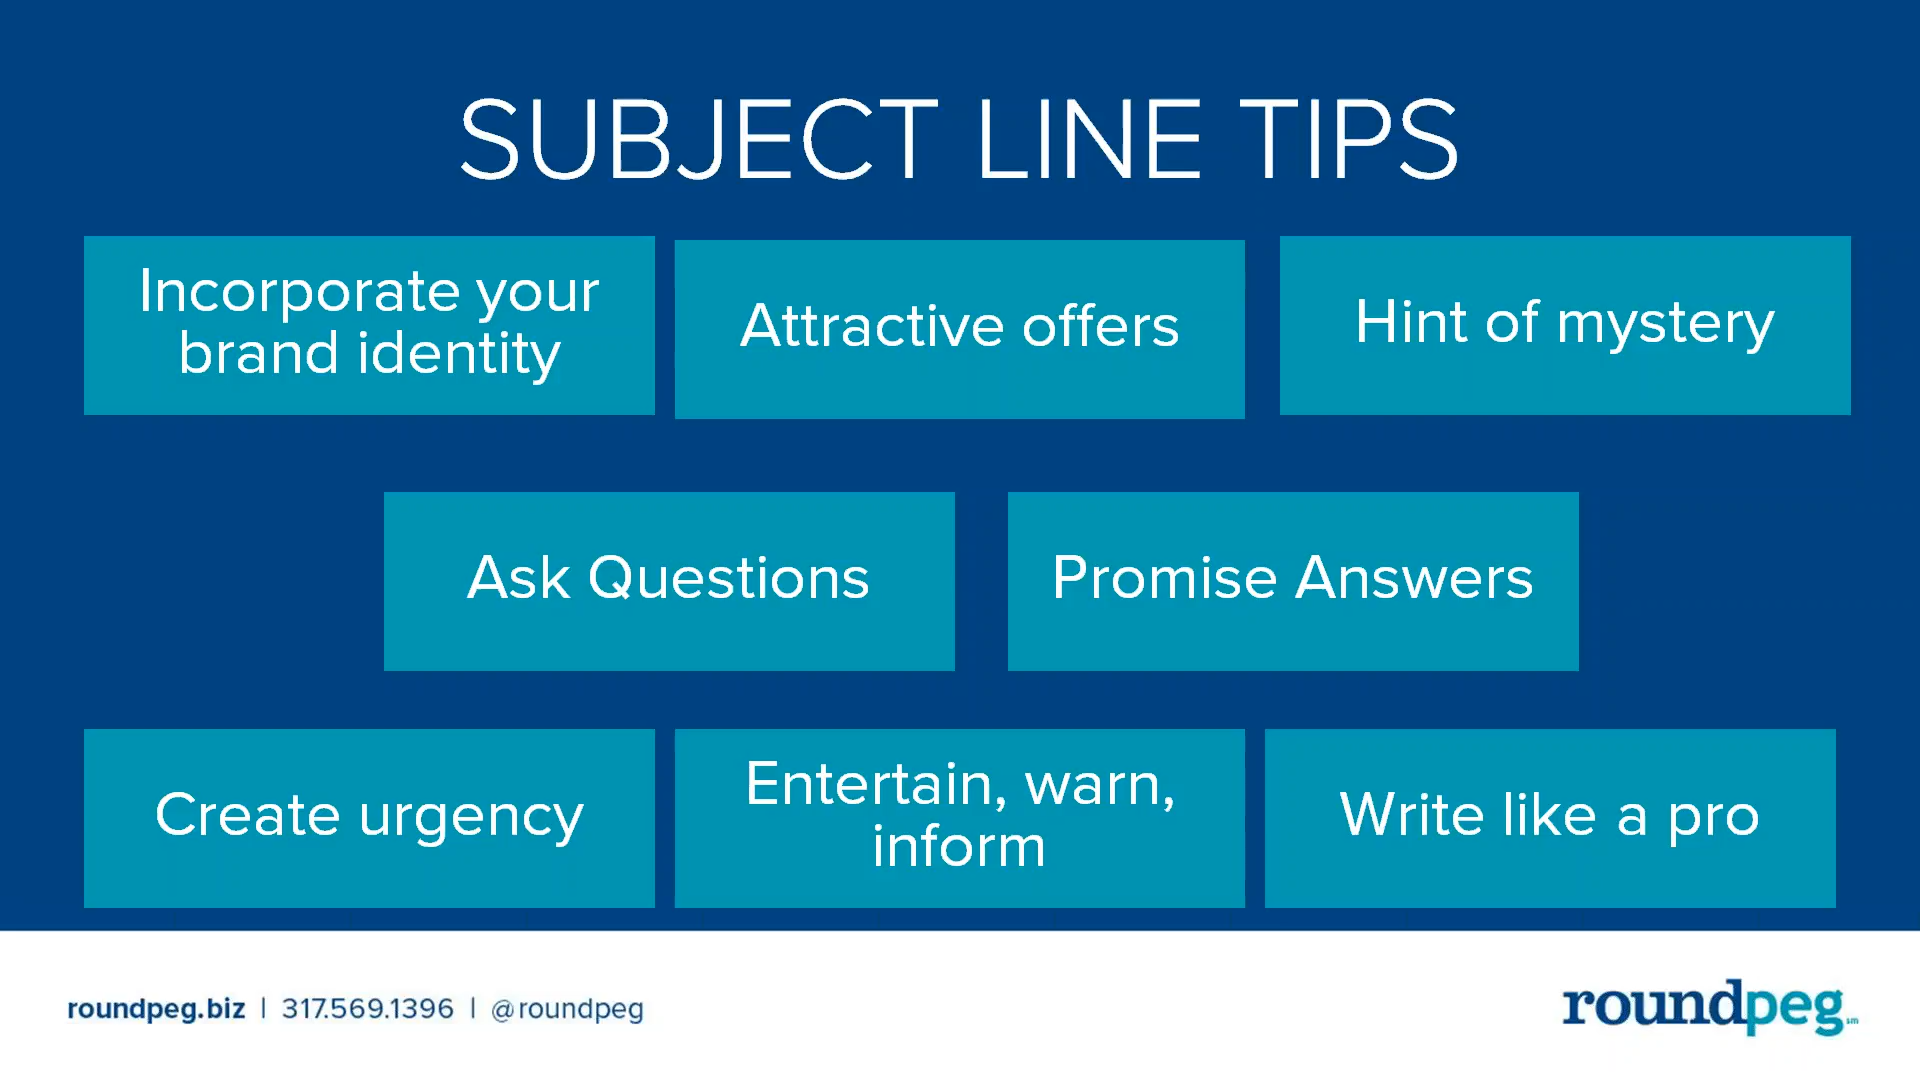 SUBJECT LINE TIPS
Incorporate your
brand identity
Attractive offers
Hint of mystery
Ask Questions
Promise Answers
Create urgency
Entertain, warn,
inform
Write like a pro
roundpeg.biz | 317.569.1396 | @roundpeg
roundpeg sm